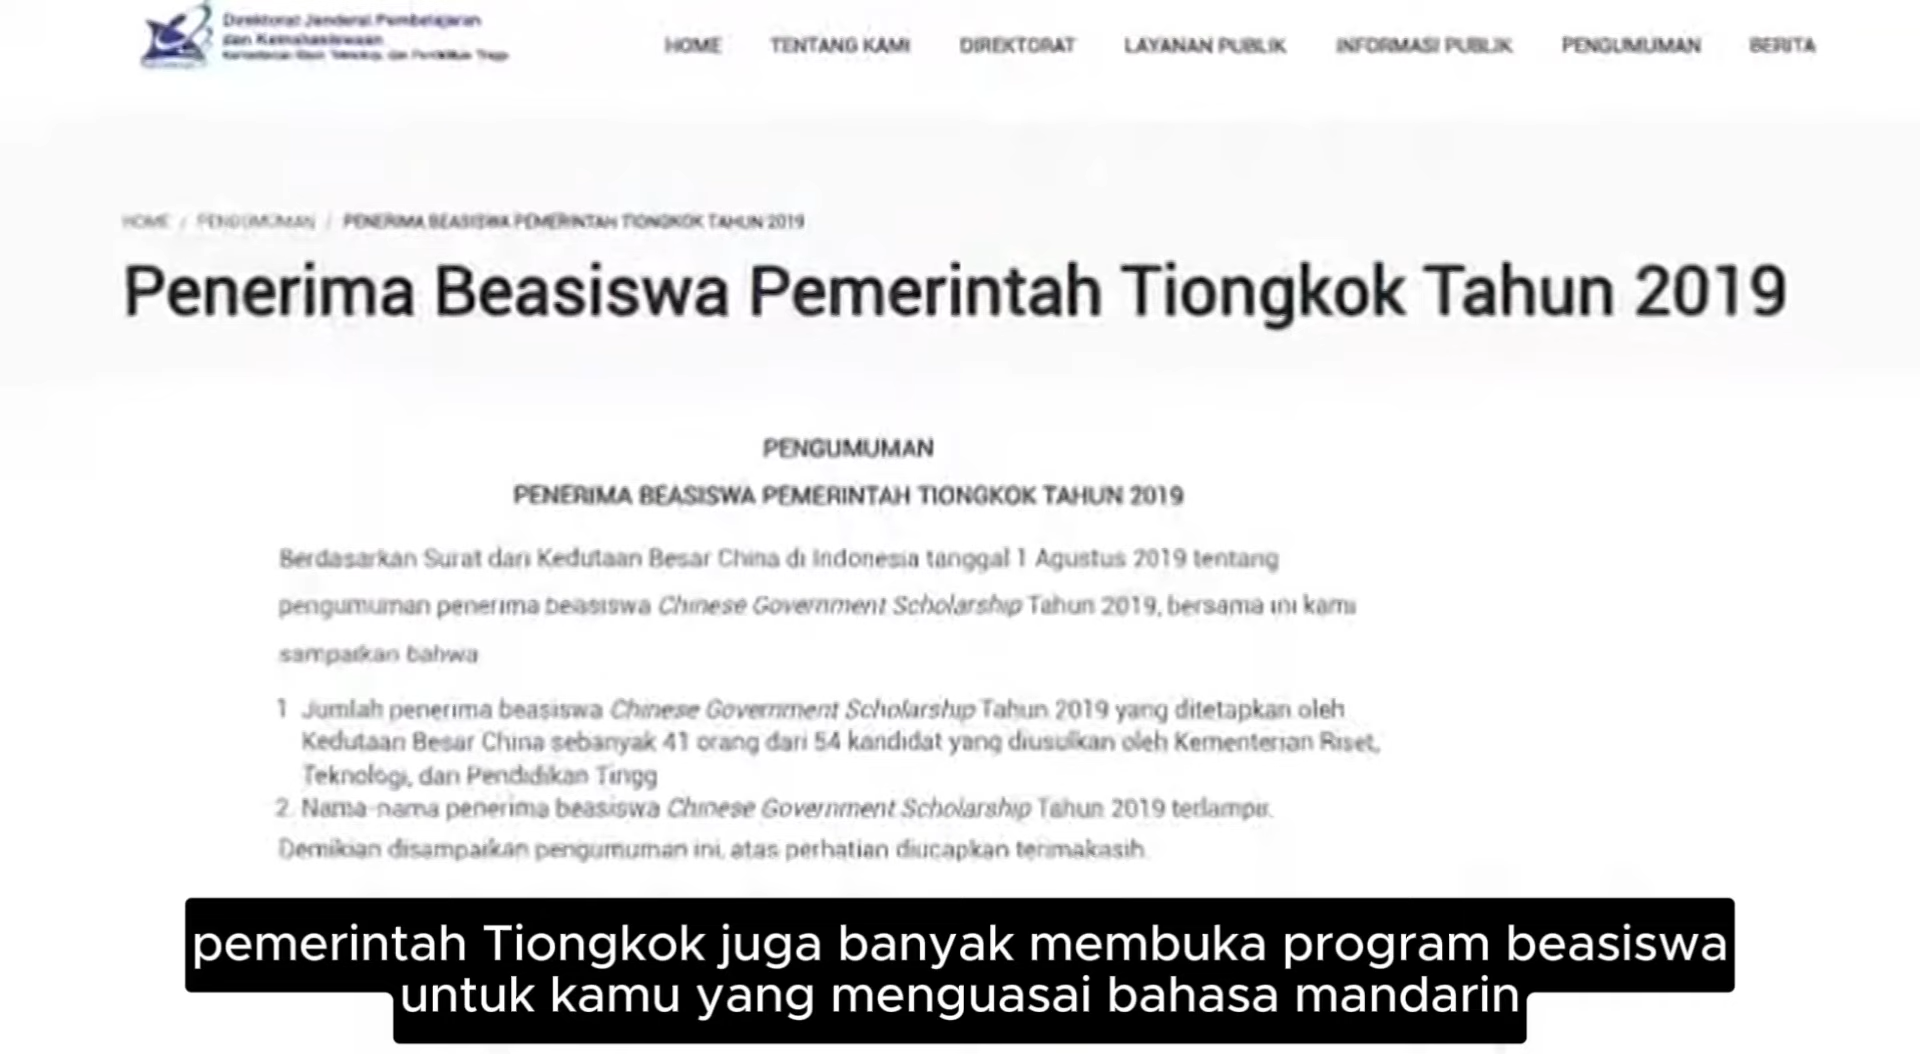 Direktorat Jenderal Pembelajaran
dan Kemahasiswaan
Kementerian Riset, Teknologi, dan Pendidikan Tinggi
HOME TENTANG KAMI DIREKTORAT LAYANAN PUBLIK INFORMASI PUBLIK PENGUMUMAN BERITA
HOME / PENGUMUMAN / PENERIMA BEASISWA PEMERINTAH TIONGKOK TAHUN 2019
Penerima Beasiswa Pemerintah Tiongkok Tahun 2019
PENGUMUMAN
PENERIMA BEASISWA PEMERINTAH TIONGKOK TAHUN 2019
Berdasarkan Surat dari Kedutaan Besar China di Indonesia tanggal 1 Agustus 2019 tentang
pengumuman penerima beasiswa Chinese Government Scholarship Tahun 2019, bersama ini kami
sampaikan bahwa
1 Jumlah penerima beasiswa Chinese Government Scholarship Tahun 2019 yang ditetapkan oleh
Kedutaan Besar China sebanyak 41 orang dari 54 kandidat yang diusulkan oleh Kementerian Riset,
Teknologi, dan Pendidikan Tingg
2. Nama-nama penerima beasiswa Chinese Government Scholarship Tahun 2019 terlampir.
Demikian disampaikan pengumuman ini, atas perhatian diucapkan terimakasih.
pemerintah Tiongkok juga banyak membuka program beasiswa
untuk kamu yang menguasai bahasa mandarin